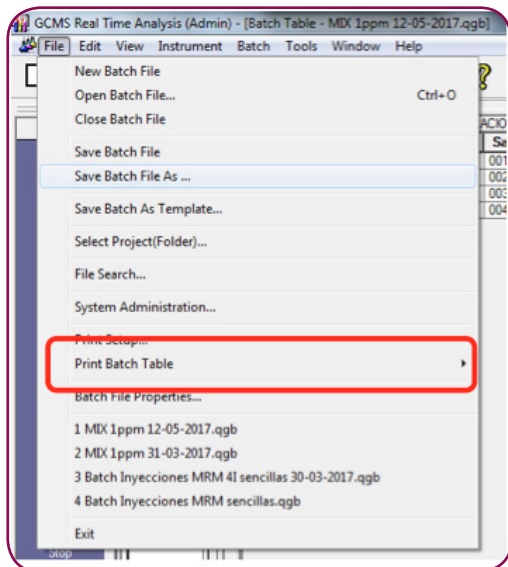 GCMS Real Time Analysis (Admin) - [Batch Table - MIX 1ppm 12-05-2017.qgb]
File Edit View Instrument Batch Tools Window Help
New Batch File
Open Batch File... Ctrl+O
Close Batch File
Save Batch File
Save Batch File As ...
Save Batch As Template...
Select Project(Folder)...
File Search...
System Administration...
Print Setup...
Print Batch Table
Batch File Properties...
1 MIX 1ppm 12-05-2017.qgb
2 MIX 1ppm 31-03-2017.qgb
3 Batch Inyecciones MRM 4I sencillas 30-03-2017.qgb
4 Batch Inyecciones MRM sencillas.qgb
Exit
Stop
ACIO
Sa
001
002
003
004